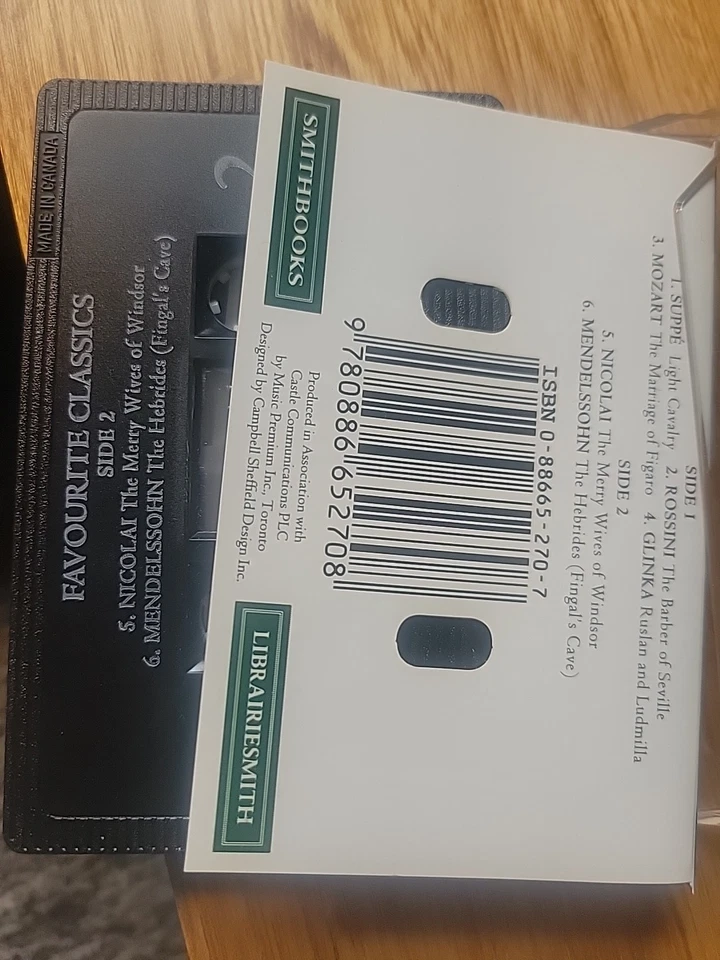 SIDE 1
1. SUPPÉ Light Cavalry 2. ROSSINI The Barber of Seville
3. MOZART The Marriage of Figaro 4. GLINKA Ruslan and Ludmilla
SIDE 2
5. NICOLAI The Merry Wives of Windsor
6. MENDELSSOHN The Hebrides (Fingal's Cave)
ISBN 0-88665-270-7
9 780886 652708
Produced in Association with
Castle Communications PLC
by Music Premium Inc., Toronto
Designed by Campbell Sheffield Design Inc.
SMITHBOOKS
LIBRAIRIESMITH
MADE IN CANADA
2
FAVOURITE CLASSICS
SIDE 2
5. NICOLAI The Merry Wives of Windsor
6. MENDELSSOHN The Hebrides (Fingal's Cave)